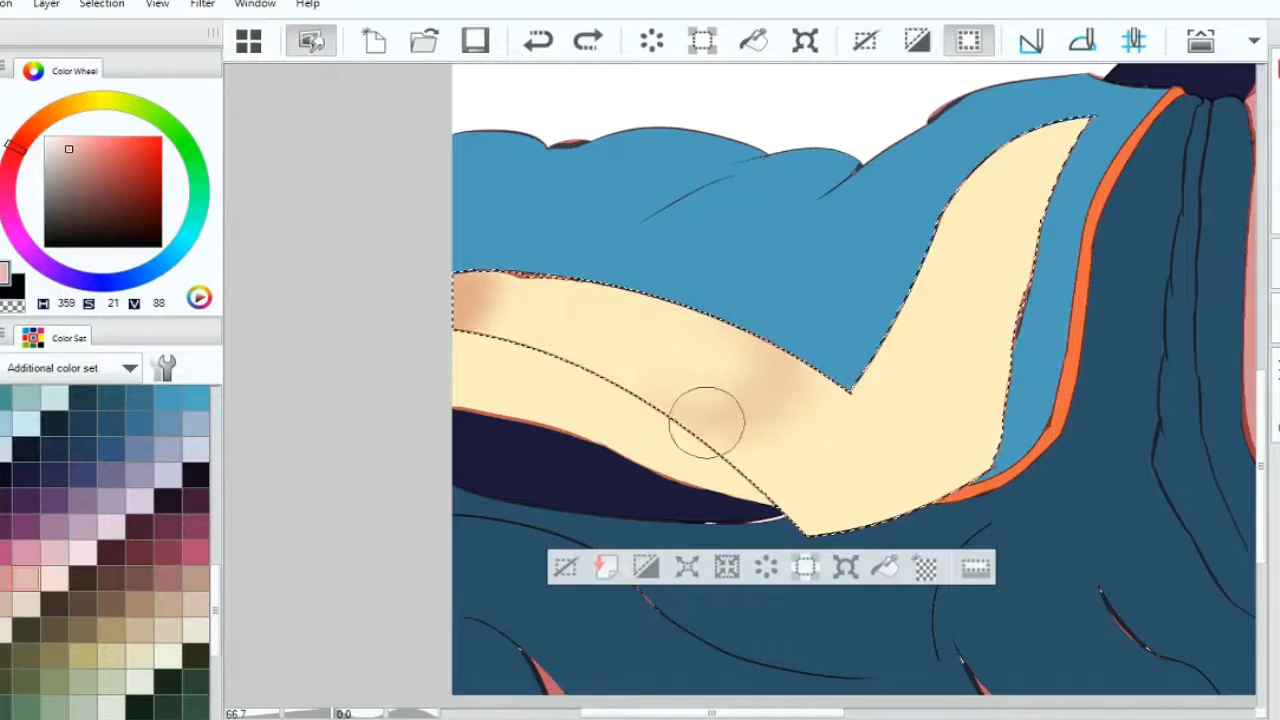 on Layer Selection View Filter Window Help
Color Wheel
H 359 S 21 V 88
Color Set
Additional color set
66.7 0.0